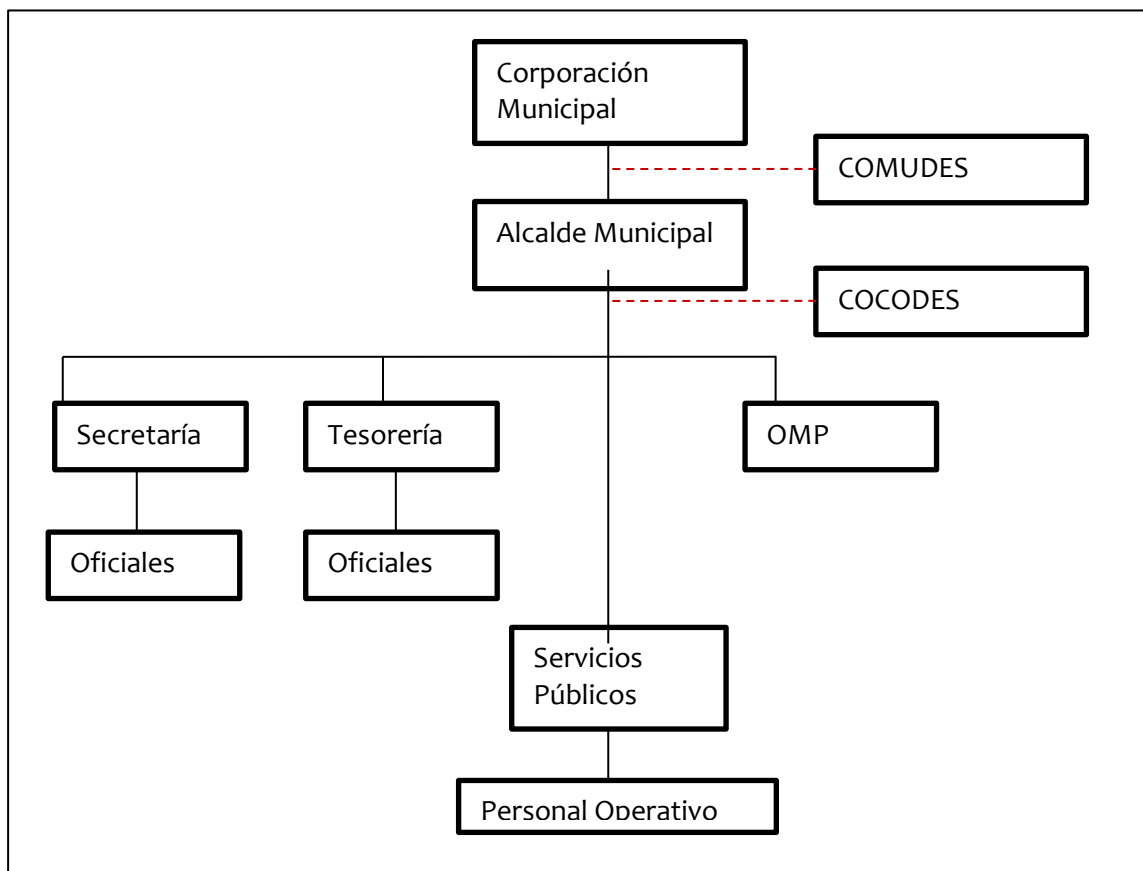 Corporación
Municipal
COMUDES
Alcalde Municipal
COCODES
Secretaría
Tesorería
OMP
Oficiales
Oficiales
Servicios
Públicos
Personal Operativo